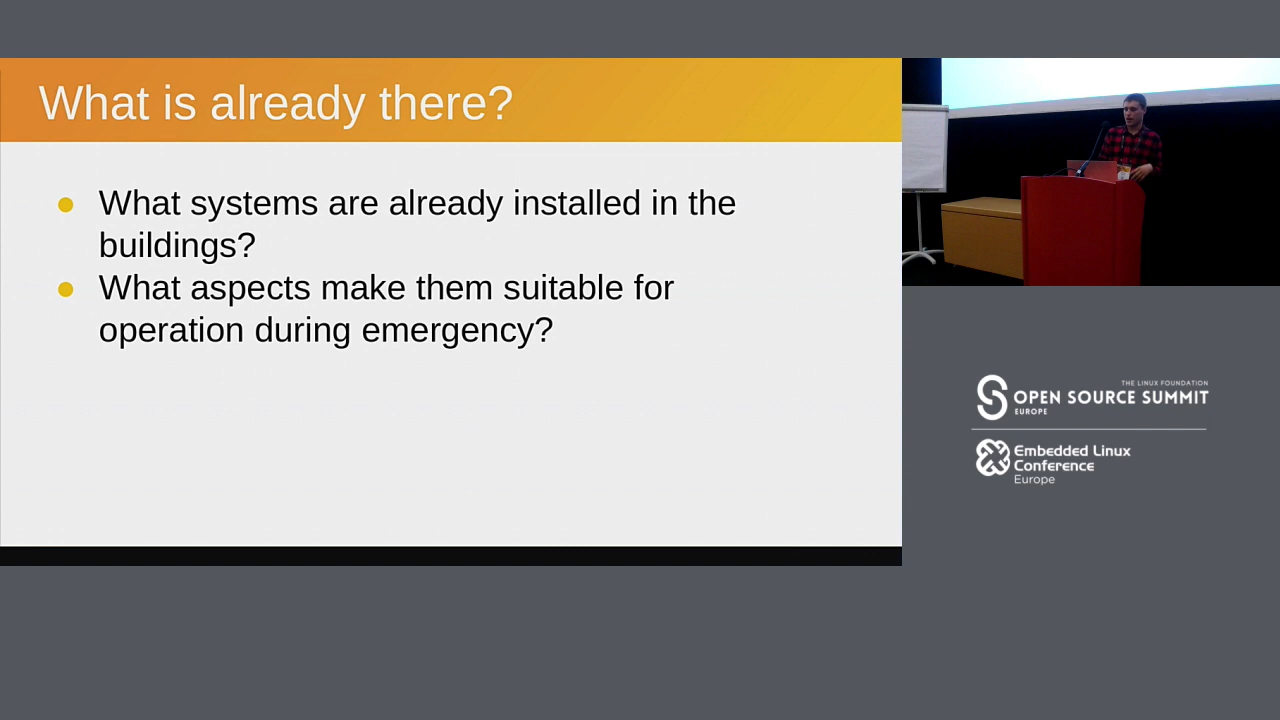 What is already there?
What systems are already installed in the
buildings?
What aspects make them suitable for
operation during emergency?
THE LINUX FOUNDATION
OPEN SOURCE SUMMIT
EUROPE
Embedded Linux
Conference
Europe